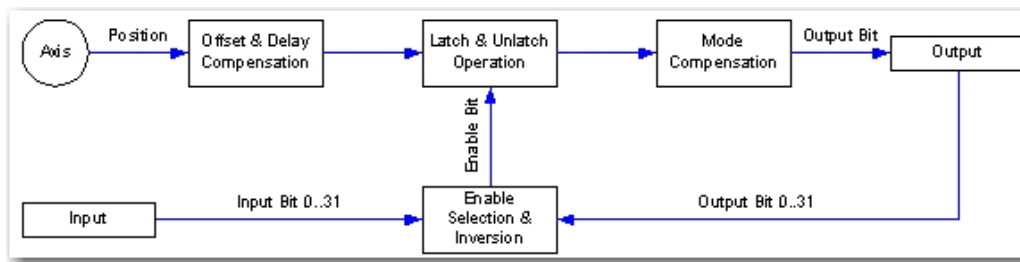 Axis
Position
Offset & Delay
Compensation
Latch & Unlatch
Operation
Mode
Compensation
Output Bit
Output
Enable Bit
Input
Input Bit 0..31
Enable
Selection &
Inversion
Output Bit 0..31